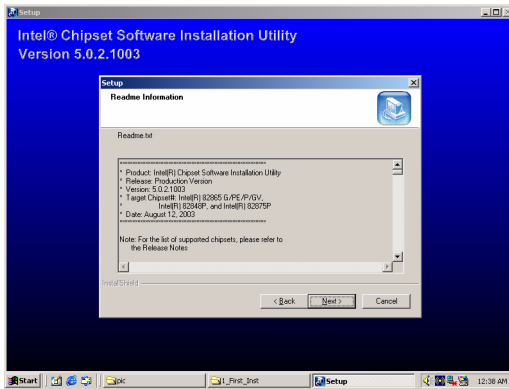 Setup
Intel® Chipset Software Installation Utility
Version 5.0.2.1003
Setup
Readme Information
Readme.txt
************************************************************
* Product: Intel(R) Chipset Software Installation Utility
* Release: Production Version
* Version: 5.0.2.1003
* Target Chipset#: Intel(R) 82865 G/PE/P/GV,
* Intel(R) 82848P, and Intel(R) 82875P
* Date: August 12, 2003
************************************************************
Note: For the list of supported chipsets, please refer to
the Release Notes
InstallShield
< Back
Next >
Cancel
Start
pic
1_First_Inst
Setup
12:38 AM